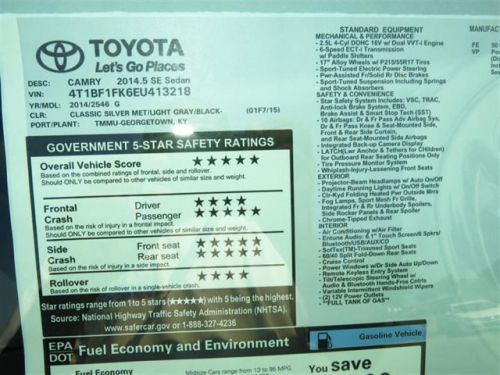 TOYOTA
Let's Go Places
DESC: CAMRY 2014.5 SE Sedan
VIN: 4T1BF1FK6EU413218
YR/MDL: 2014/2546 G
CLR: CLASSIC SILVER MET/LIGHT GRAY/BLACK- (01F7/15)
PORT/PLANT: TMMU-GEORGETOWN, KY
GOVERNMENT 5-STAR SAFETY RATINGS
Overall Vehicle Score ★★★★★
Based on the combined ratings of frontal, side and rollover.
Should ONLY be compared to other vehicles of similar size and weight.
Frontal Crash
Driver ★★★★
Passenger ★★★★
Based on the risk of injury in a frontal impact.
Should ONLY be compared to other vehicles of similar size and weight.
Side Crash
Front seat ★★★★★
Rear seat ★★★★★
Based on the risk of injury in a side impact.
Rollover ★★★★
Based on the risk of rollover in a single-vehicle crash.
Star ratings range from 1 to 5 stars (★★★★★) with 5 being the highest.
Source: National Highway Traffic Safety Administration (NHTSA).
www.safercar.gov or 1-888-327-4236
EPA
DOT
Fuel Economy and Environment
Gasoline Vehicle
Midsize Cars range from 13 to 95 MPG
You save
STANDARD EQUIPMENT
MECHANICAL & PERFORMANCE
- 2.5L 4-Cyl DOHC 16V w/ Dual VVT-i Engine
- 6-Speed ECT-i Transmission
w/ Paddle Shifters
- 17" Alloy Wheels w/ P215/55R17 Tires
- Sport-Tuned Electric Power Steering
- Pwr-Assisted Fr/Solid Rr Disc Brakes
- Sport Tuned Suspension Springs
and Shock Absorbers
SAFETY & CONVENIENCE
- Star Safety System Includes: VSC, TRAC,
Anti-lock Brake System, EBD,
Brake Assist & Smart Stop Tech (SST)
- 10 Airbags: Dr & Fr Pass Adv Airbag Sys,
Dr & Fr Pass Knee & Seat-Mounted Side,
Front & Rear Side Curtain,
and Rear Seat-Mounted Side Airbags
- Integrated Back-up Camera Display
- LATCH(Lwr Anchor & Tethers for Children)
for Outboard Rear Seating Positions Only
- Tire Pressure Monitor System
- Whiplash-Injury-Lessening Front Seats
EXTERIOR
- Projector-Beam Headlamps w/ Auto On/Off
- Daytime Running Lights w/ On/Off Switch
- Clr-Kyd Folding Heated Pwr Outside Mirrs
- Fog Lamps, Sport Mesh Fr Grille,
Integrated Fr & Rr Underbody Spoilers,
Side Rocker Panels & Rear Spoiler
- Chrome-Tipped Exhaust
INTERIOR
- Air Conditioning w/Air Filter
- Entune Audio: 6.1" Touch Screen/6 Spkrs/
Bluetooth/USB/AUX/CD
- SofTex(TM)-Trimmed Sport Seats
- 60/40 Split Fold-Down Rear Seats
- Cruise Control
- Power Windows w/Dr Side Auto Up/Down
- Remote Keyless Entry System
- Tilt/Telescopic Steering Wheel w/
Audio & Bluetooth Hands-Free Cntrls
- Variable Intermittent Windshield Wipers
- (2) 12V Power Outlets
- **FULL TANK OF GAS**
MANUFACTU
FE
VP